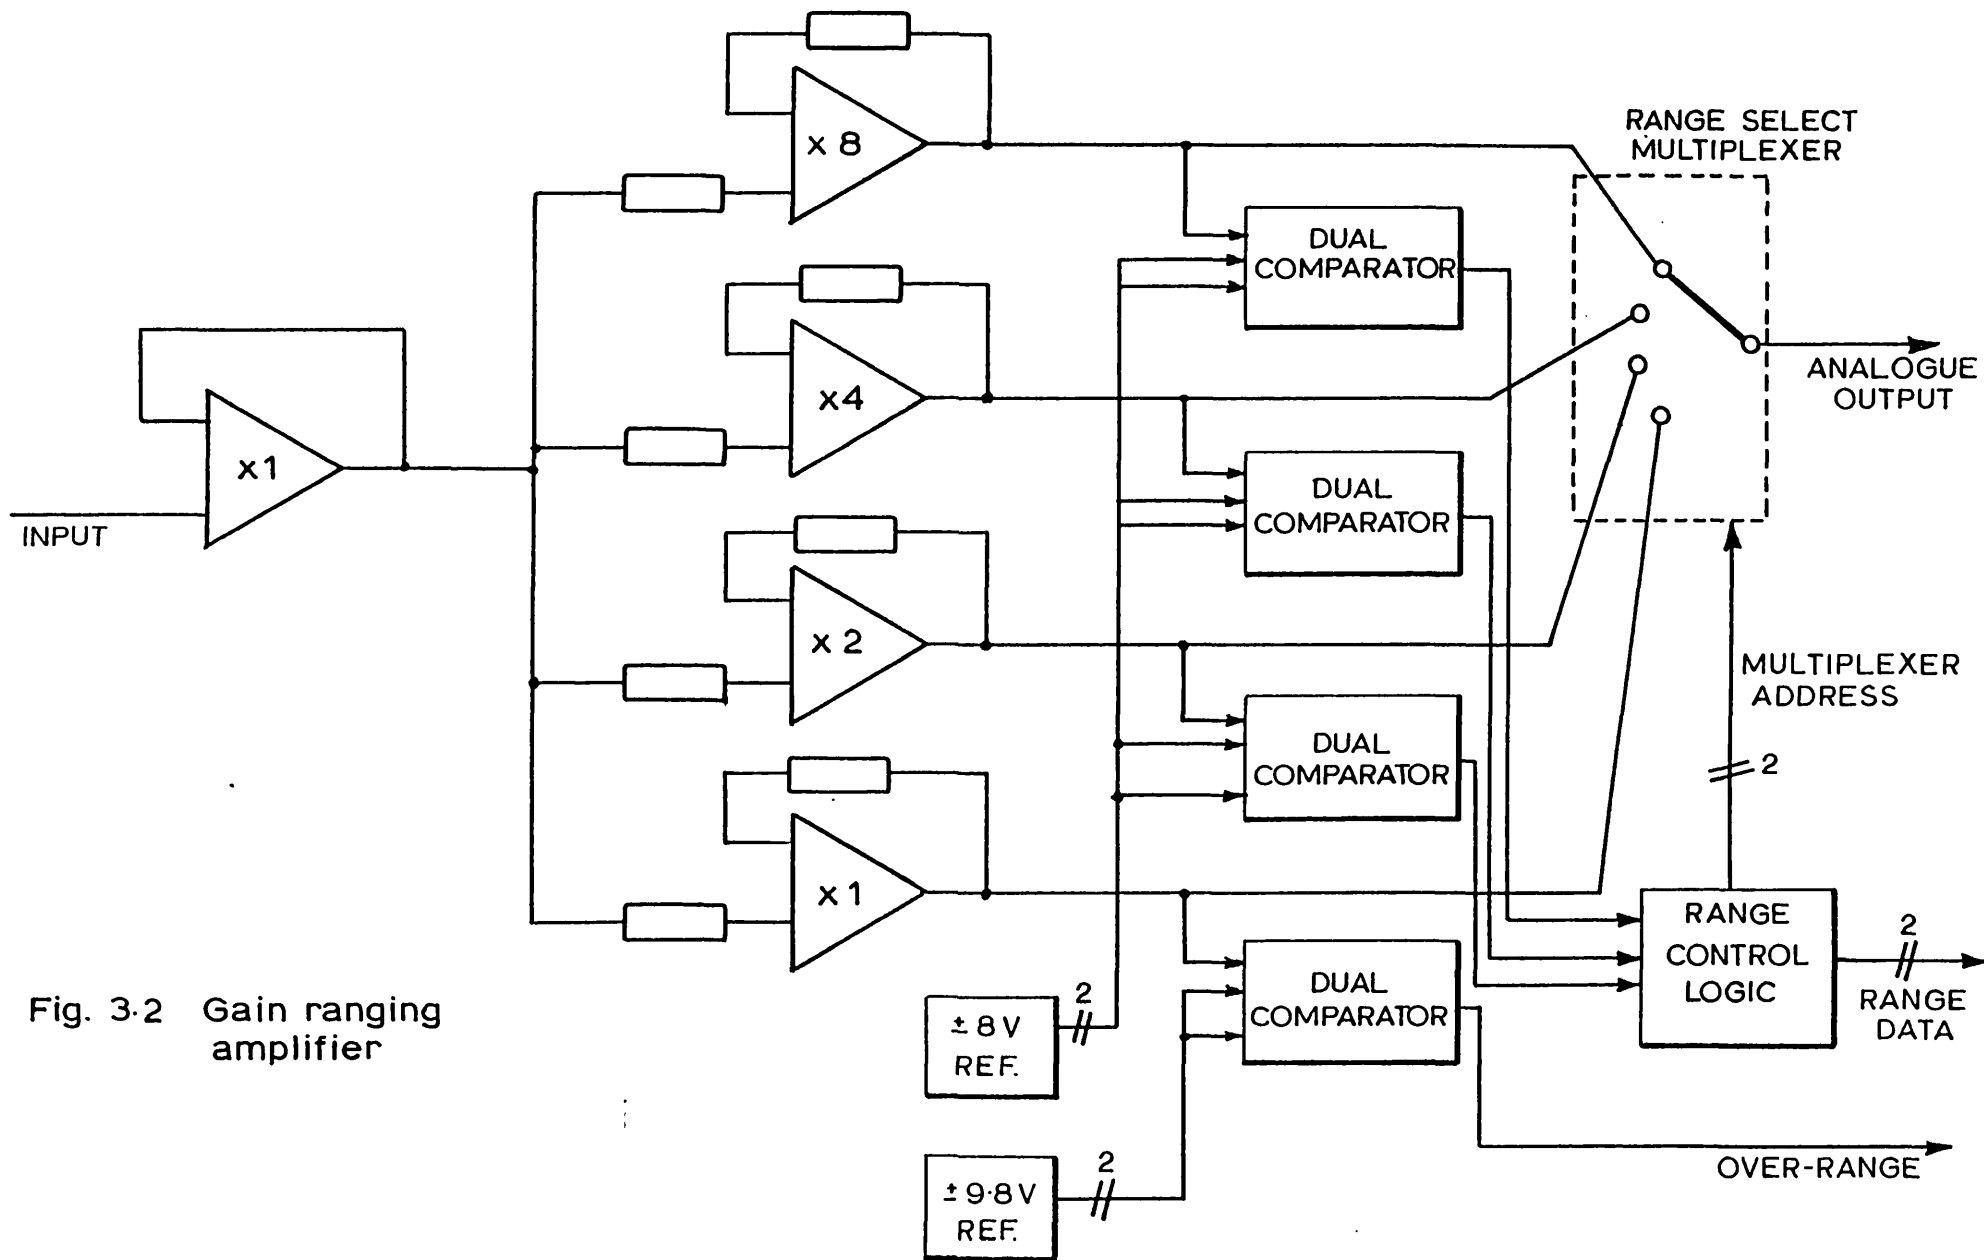 x 8
RANGE SELECT
MULTIPLEXER
DUAL
COMPARATOR
x4
ANALOGUE
OUTPUT
x1
INPUT
DUAL
COMPARATOR
x 2
MULTIPLEXER
ADDRESS
2
DUAL
COMPARATOR
x 1
RANGE
CONTROL
LOGIC
2
RANGE
DATA
Fig. 3·2 Gain ranging
amplifier
± 8 V
REF.
2
DUAL
COMPARATOR
± 9·8 V
REF.
2
OVER-RANGE